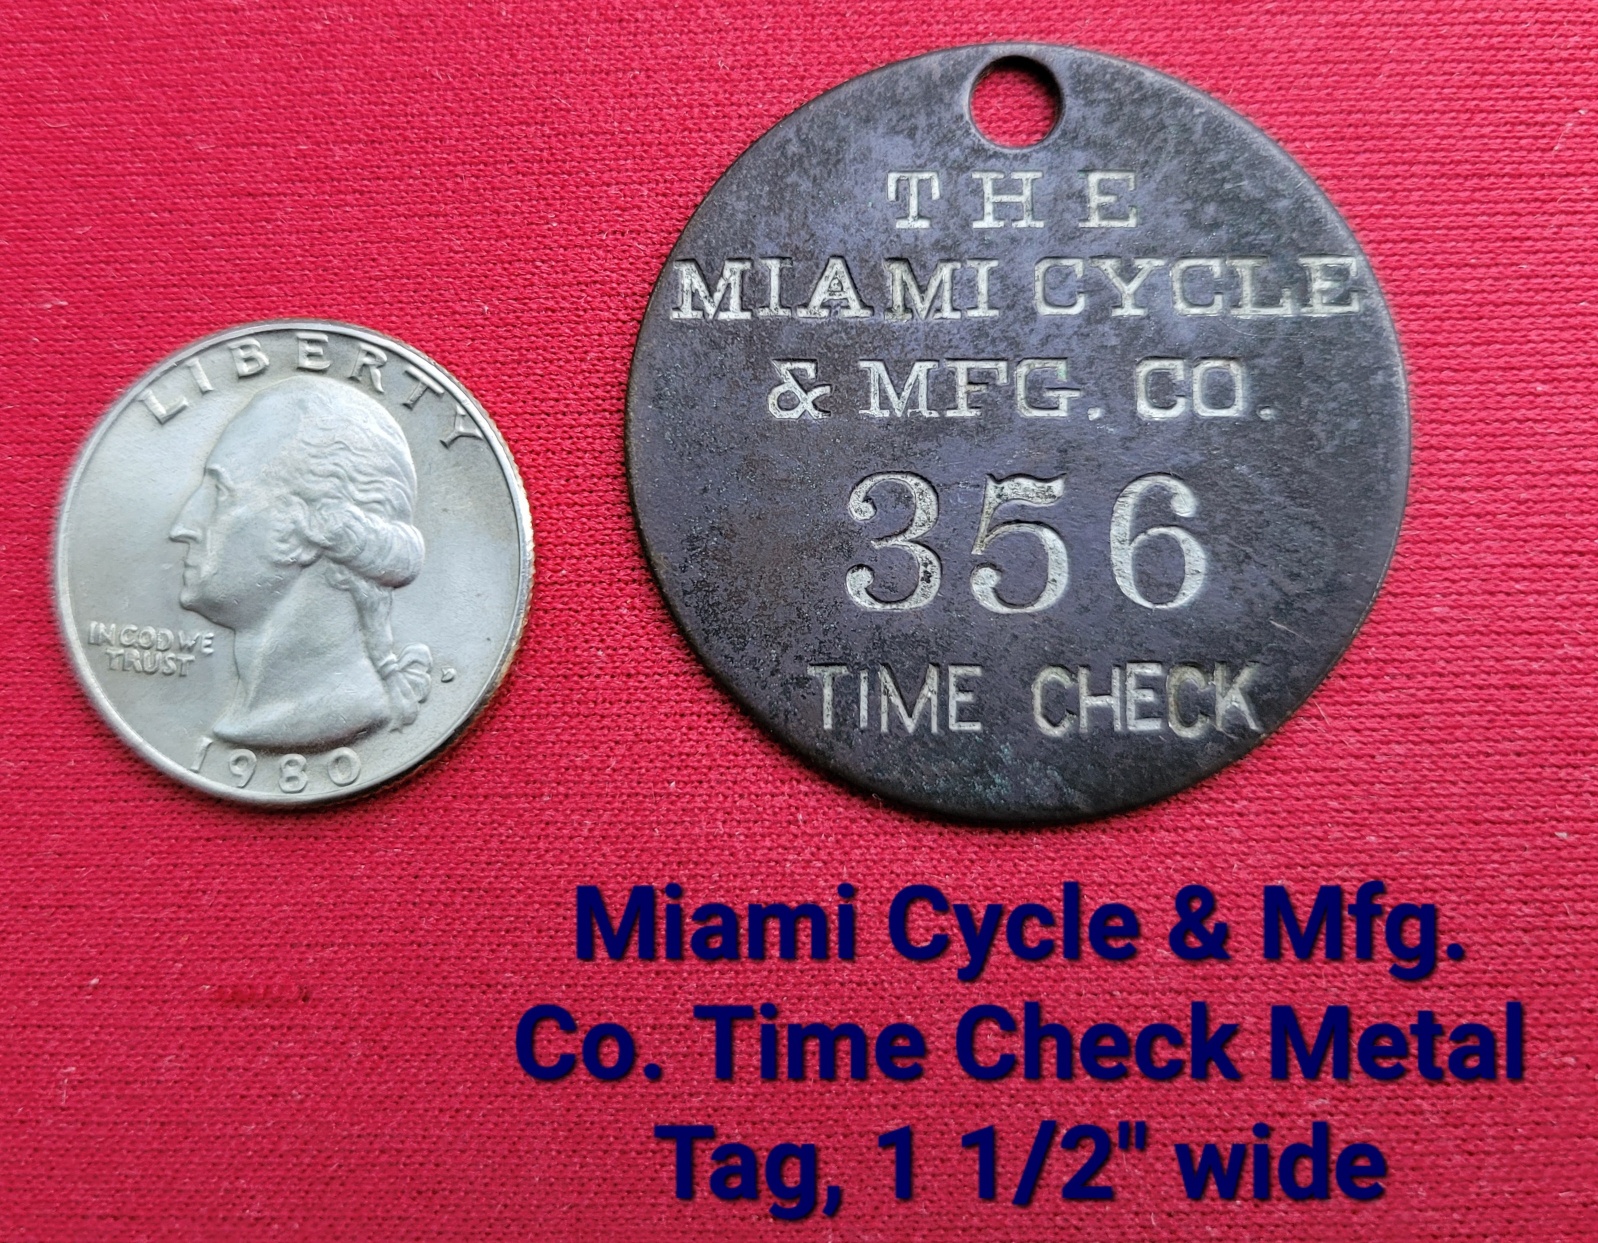 LIBERTY
IN GOD WE
TRUST
D
1980
THE
MIAMI CYCLE
& MFG. CO.
356
TIME CHECK
Miami Cycle & Mfg.
Co. Time Check Metal
Tag, 1 1/2" wide